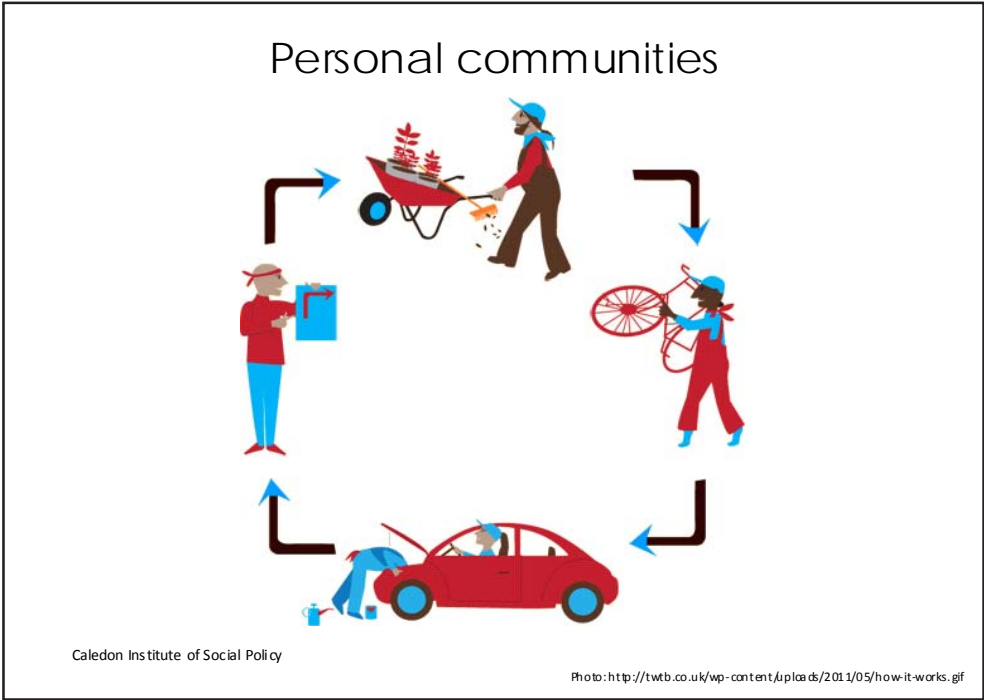 Personal communities
Caledon Institute of Social Policy
Photo: http://twtb.co.uk/wp-content/uploads/2011/05/how-it-works.gif